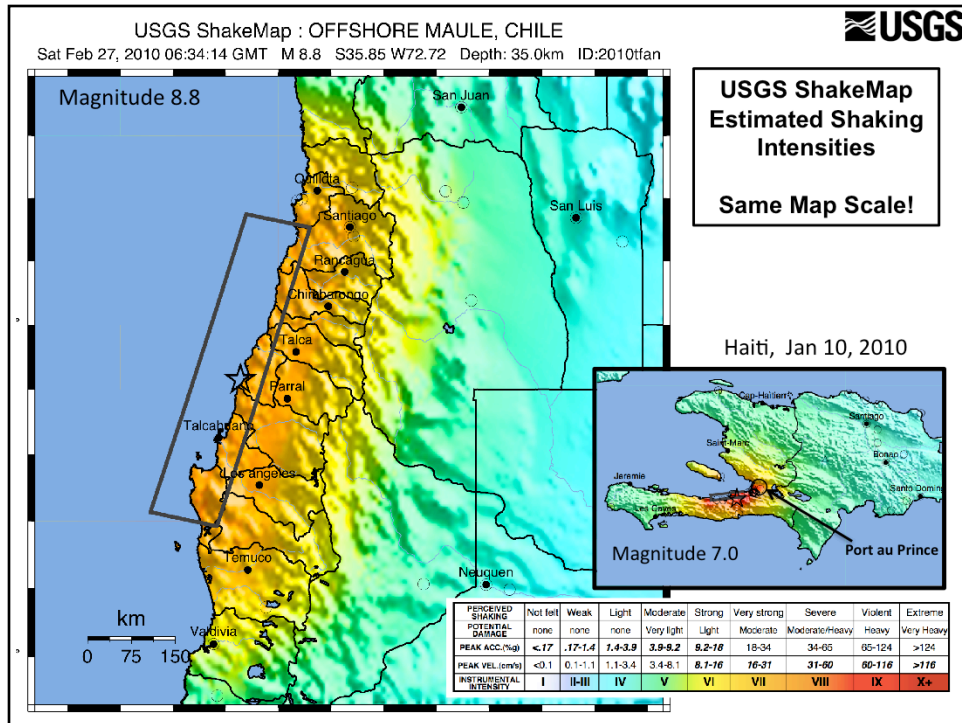 USGS ShakeMap : OFFSHORE MAULE, CHILE
Sat Feb 27, 2010 06:34:14 GMT M 8.8 S35.85 W72.72 Depth: 35.0km ID:2010tfan
USGS
Magnitude 8.8
San Juan
USGS ShakeMap
Estimated Shaking
Intensities
Same Map Scale!
Quillota
Santiago
San Luis
Rancagua
Chimbarongo
Talca
Parral
Talcahuano
Los angeles
Temuco
Neuquen
Valdivia
km
0 75 150
Haiti, Jan 10, 2010
Cap-Haitien
Santiago
Saint-Marc
Bonao
Jeremie
Santo Doming
Les Cayes
Magnitude 7.0
Port au Prince
PERCEIVED SHAKING Not felt Weak Light Moderate Strong Very strong Severe Violent Extreme
POTENTIAL DAMAGE none none none Very light Light Moderate Moderate/Heavy Heavy Very Heavy
PEAK ACC.(%g) <.17 .17-1.4 1.4-3.9 3.9-9.2 9.2-18 18-34 34-65 65-124 >124
PEAK VEL.(cm/s) <0.1 0.1-1.1 1.1-3.4 3.4-8.1 8.1-16 16-31 31-60 60-116 >116
INSTRUMENTAL INTENSITY I II-III IV V VI VII VIII IX X+